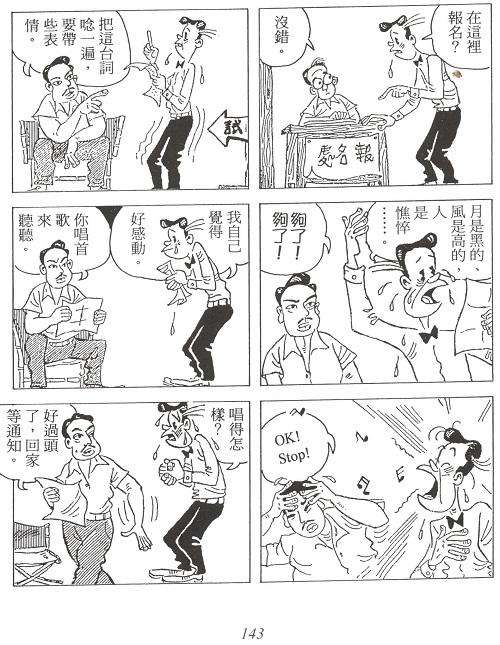 在這裡
報名？
沒錯。
報名處
把這台詞
唸一遍，
要帶
些表
情。
試
月是黑的、
風是高的，
人
是
憔悴
……。
夠了！
夠了！
我自己
覺得
好感動。
你唱首
歌
來
聽聽。
OK!
Stop!
唱得怎
樣？
好過頭
了，回家
等通知。
143